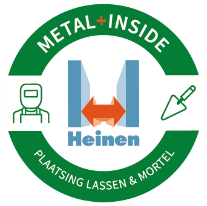 METAL+INSIDE
Heinen
PLAATSING LASSEN & MORTEL